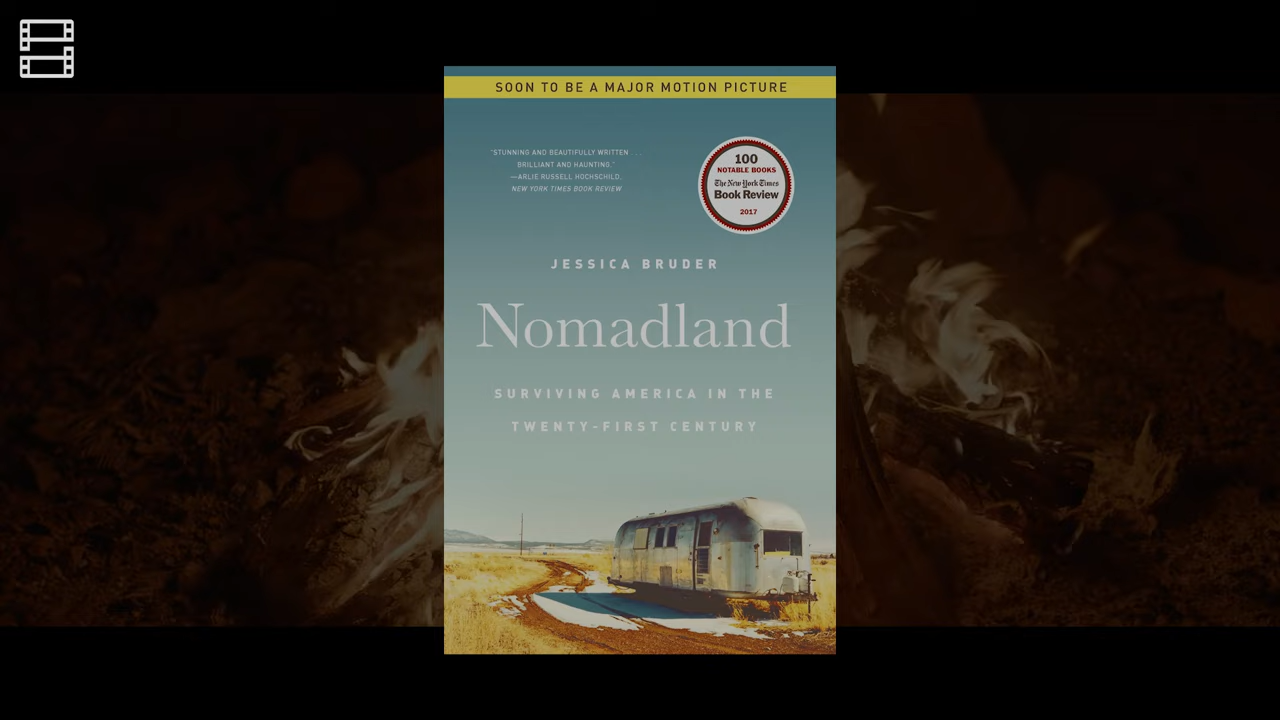 SOON TO BE A MAJOR MOTION PICTURE
"STUNNING AND BEAUTIFULLY WRITTEN . . .
BRILLIANT AND HAUNTING."
—ARLIE RUSSELL HOCHSCHILD,
NEW YORK TIMES BOOK REVIEW
100
NOTABLE BOOKS
The New York Times
Book Review
2017
JESSICA BRUDER
Nomadland
SURVIVING AMERICA IN THE
TWENTY-FIRST CENTURY